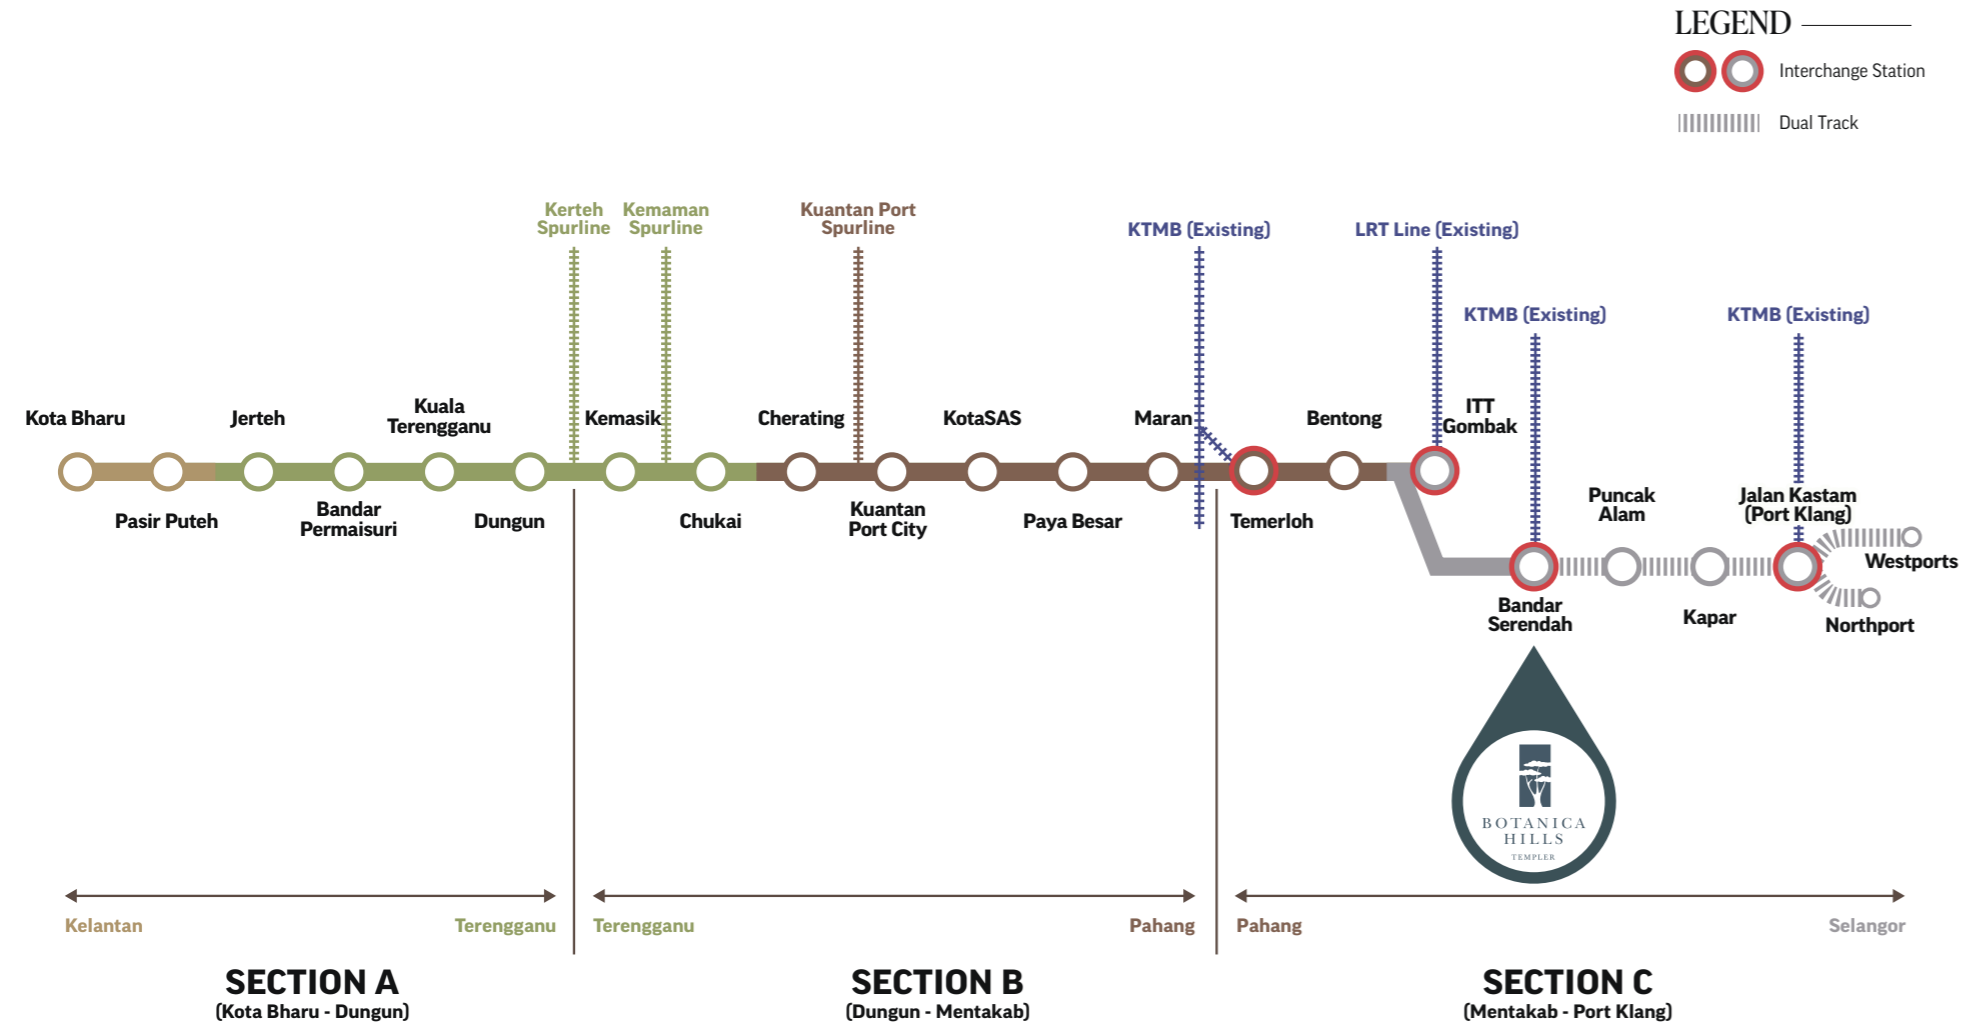 LEGEND
Interchange Station
Dual Track
Kerteh
Spurline
Kemaman
Spurline
Kuantan Port
Spurline
KTMB (Existing)
LRT Line (Existing)
KTMB (Existing)
KTMB (Existing)
Kota Bharu
Pasir Puteh
Jerteh
Bandar
Permaisuri
Kuala
Terengganu
Dungun
Kemasik
Chukai
Cherating
Kuantan
Port City
KotaSAS
Paya Besar
Maran
Temerloh
Bentong
ITT
Gombak
Bandar
Serendah
Puncak
Alam
Kapar
Jalan Kastam
(Port Klang)
Westports
Northport
BOTANICA
HILLS
TEMPLER
Kelantan
Terengganu
Terengganu
Pahang
Pahang
Selangor
SECTION A
(Kota Bharu - Dungun)
SECTION B
(Dungun - Mentakab)
SECTION C
(Mentakab - Port Klang)